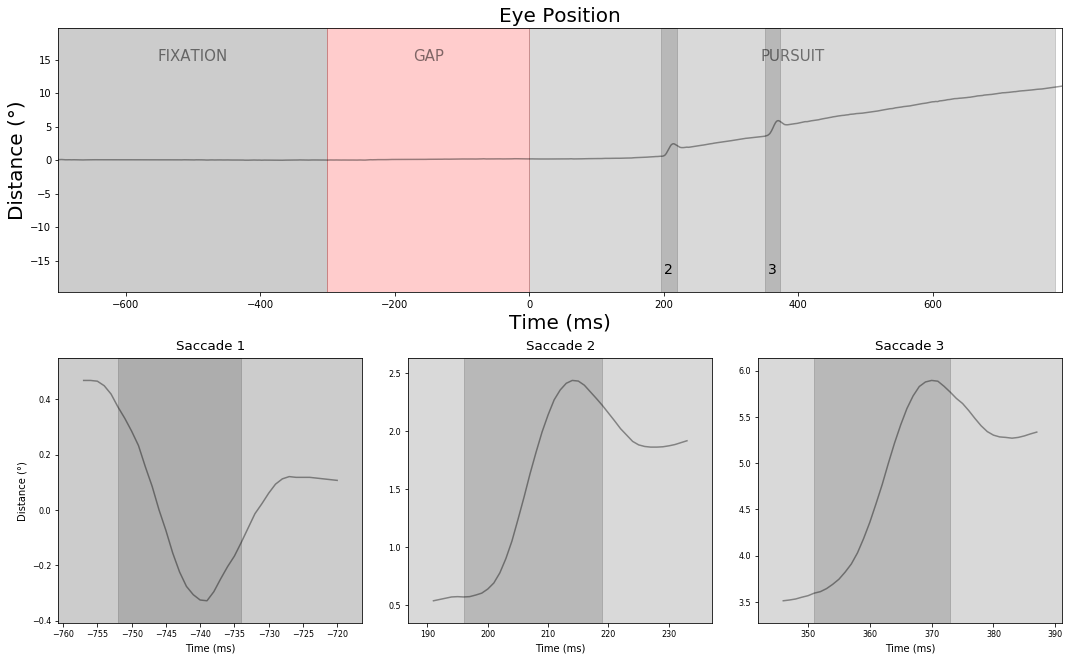 Eye Position
FIXATION GAP PURSUIT
Distance (°)
15
10
5
0
−5
−10
−15
2 3
−600 −400 −200 0 200 400 600
Time (ms)
Saccade 1 Saccade 2 Saccade 3
Distance (°)
0.4
0.2
0.0
−0.2
−0.4
−760 −755 −750 −745 −740 −735 −730 −725 −720
Time (ms)
2.5
2.0
1.5
1.0
0.5
190 200 210 220 230
Time (ms)
6.0
5.5
5.0
4.5
4.0
3.5
350 360 370 380 390
Time (ms)